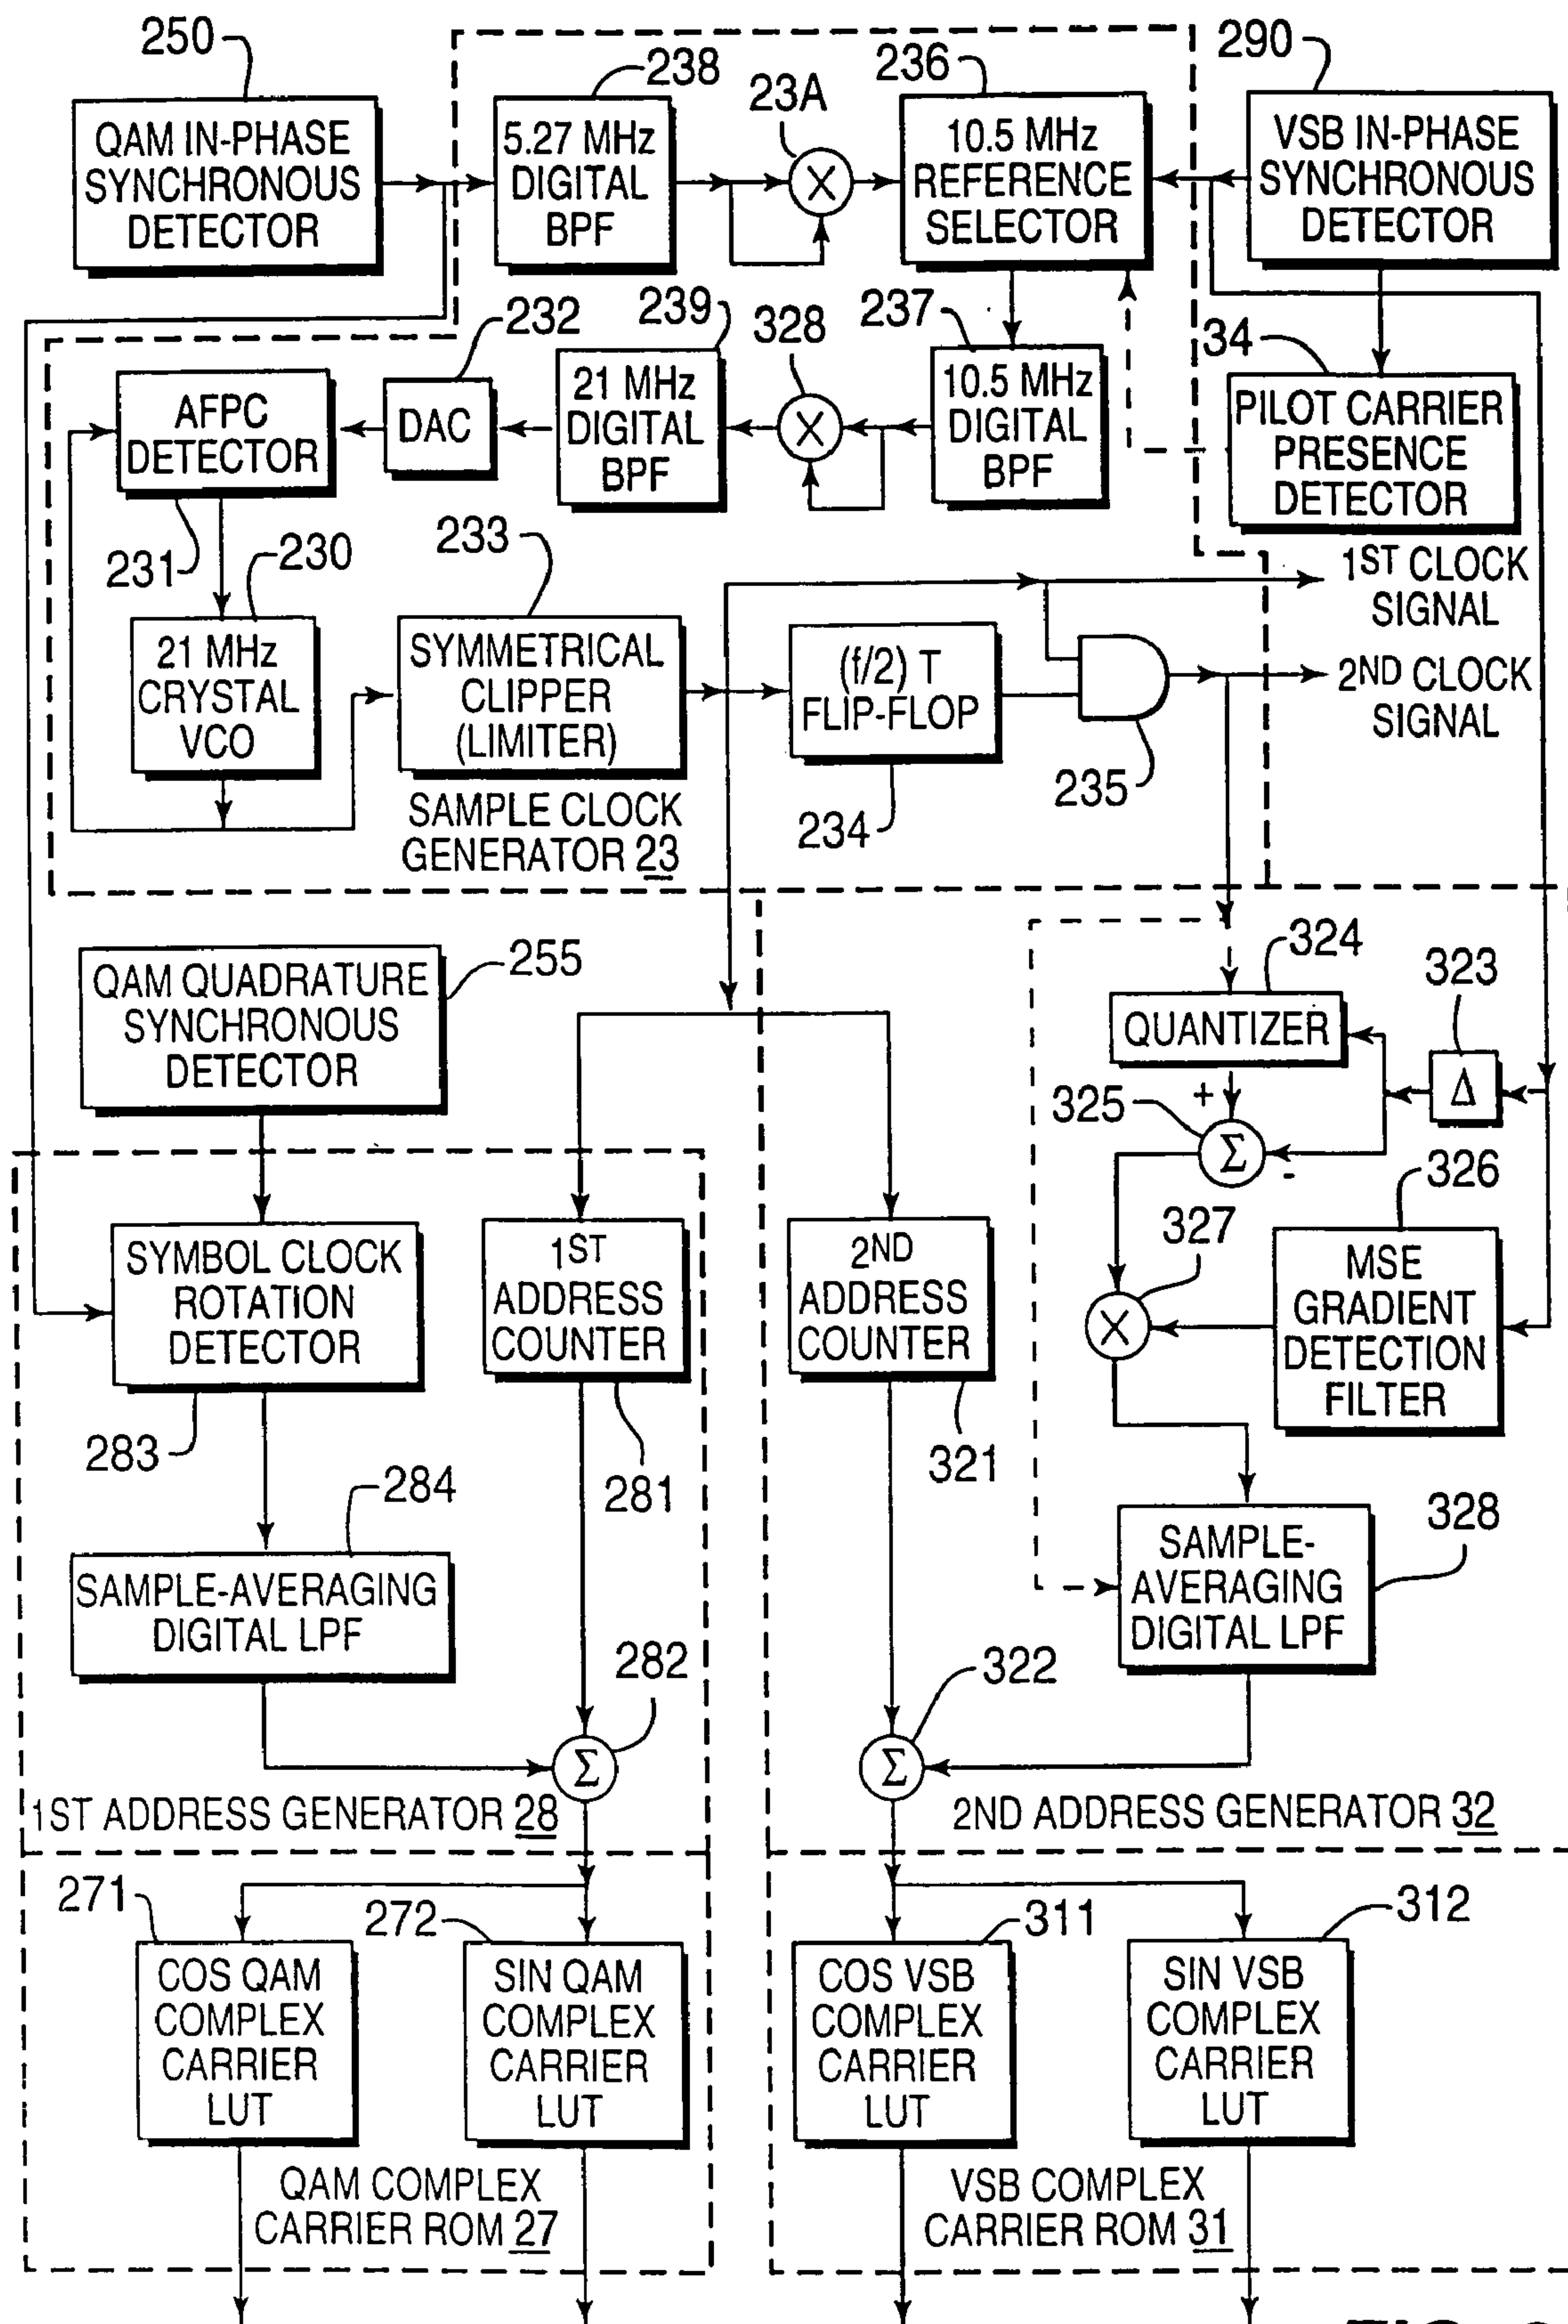 250
238
23A
236
290
QAM IN-PHASE
SYNCHRONOUS
DETECTOR
5.27 MHz
DIGITAL
BPF
X
10.5 MHz
REFERENCE
SELECTOR
VSB IN-PHASE
SYNCHRONOUS
DETECTOR
232
239
328
237
34
AFPC
DETECTOR
DAC
21 MHz
DIGITAL
BPF
X
10.5 MHz
DIGITAL
BPF
PILOT CARRIER
PRESENCE
DETECTOR
231
230
233
1ST CLOCK
SIGNAL
21 MHz
CRYSTAL
VCO
SYMMETRICAL
CLIPPER
(LIMITER)
(f/2) T
FLIP-FLOP
2ND CLOCK
SIGNAL
235
234
SAMPLE CLOCK
GENERATOR 23
255
324
323
QAM QUADRATURE
SYNCHRONOUS
DETECTOR
QUANTIZER
Δ
+
325
Σ
-
326
327
SYMBOL CLOCK
ROTATION
DETECTOR
1ST
ADDRESS
COUNTER
2ND
ADDRESS
COUNTER
X
MSE
GRADIENT
DETECTION
FILTER
283
281
321
284
328
SAMPLE-AVERAGING
DIGITAL LPF
SAMPLE-
AVERAGING
DIGITAL LPF
282
322
Σ
Σ
1ST ADDRESS GENERATOR 28
2ND ADDRESS GENERATOR 32
271
272
311
312
COS QAM
COMPLEX
CARRIER
LUT
SIN QAM
COMPLEX
CARRIER
LUT
COS VSB
COMPLEX
CARRIER
LUT
SIN VSB
COMPLEX
CARRIER
LUT
QAM COMPLEX
CARRIER ROM 27
VSB COMPLEX
CARRIER ROM 31